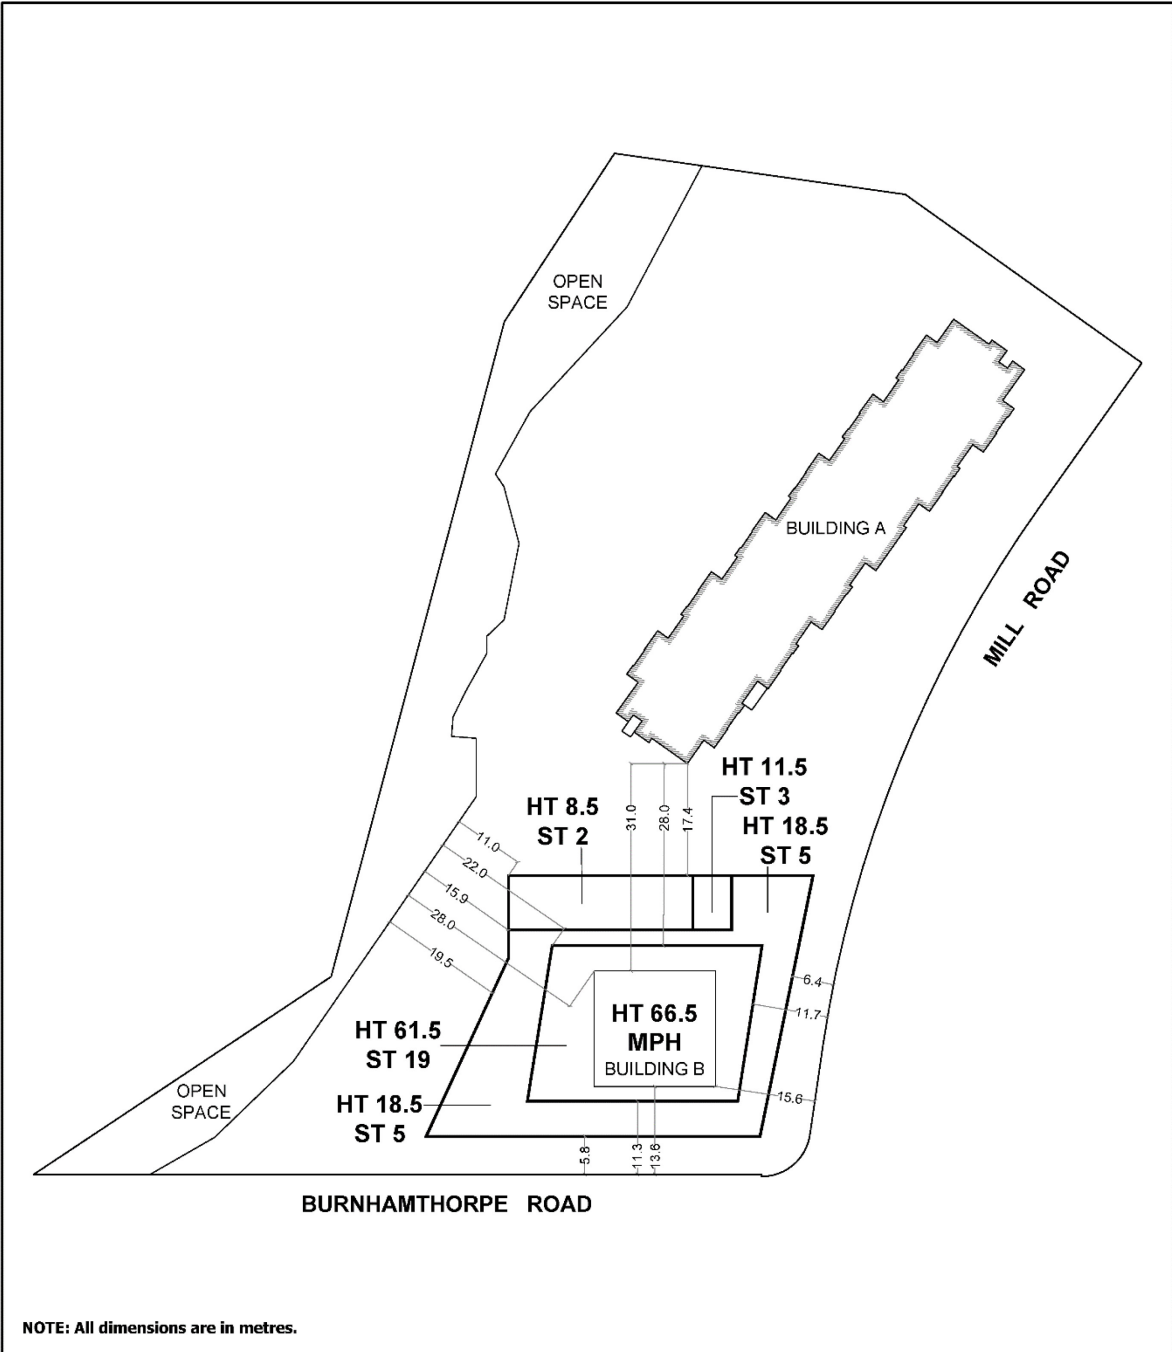 OPEN
SPACE
BUILDING A
MILL ROAD
HT 11.5
ST 3
HT 8.5
ST 2
31.0
28.0
17.4
HT 18.5
ST 5
11.0
22.0
15.9
28.0
19.5
6.4
11.7
HT 66.5
MPH
BUILDING B
HT 61.5
ST 19
15.6
OPEN
SPACE
HT 18.5
ST 5
5.8
11.3
13.6
BURNHAMTHORPE ROAD
NOTE: All dimensions are in metres.